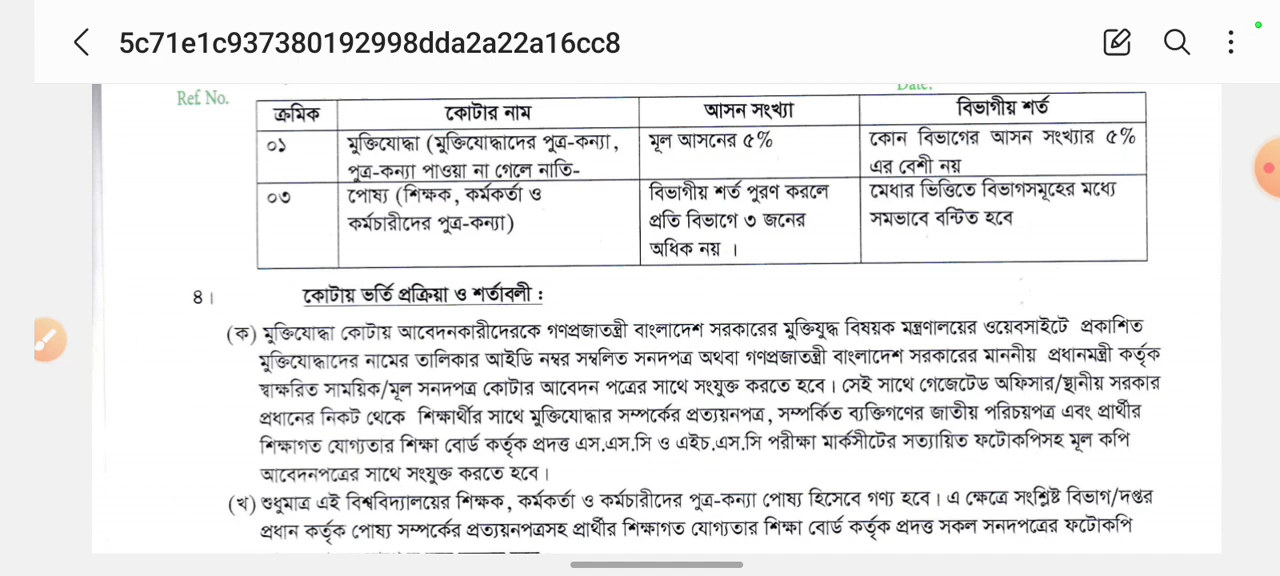 5c71e1c937380192998dda2a22a16cc8
Ref. No.
Date:
ক্রমিক কোটার নাম আসন সংখ্যা বিভাগীয় শর্ত
০১ মুক্তিযোদ্ধা (মুক্তিযোদ্ধাদের পুত্র-কন্যা, মূল আসনের ৫% কোন বিভাগের আসন সংখ্যার ৫%
পুত্র-কন্যা পাওয়া না গেলে নাতি- এর বেশী নয়
০৩ পোষ্য (শিক্ষক, কর্মকর্তা ও বিভাগীয় শর্ত পুরণ করলে মেধার ভিত্তিতে বিভাগসমূহের মধ্যে
কর্মচারীদের পুত্র-কন্যা) প্রতি বিভাগে ৩ জনের সমভাবে বন্টিত হবে
অধিক নয় ।
৪। কোটায় ভর্তি প্রক্রিয়া ও শর্তাবলী :
(ক) মুক্তিযোদ্ধা কোটায় আবেদনকারীদেরকে গণপ্রজাতন্ত্রী বাংলাদেশ সরকারের মুক্তিযুদ্ধ বিষয়ক মন্ত্রণালয়ের ওয়েবসাইটে প্রকাশিত
মুক্তিযোদ্ধাদের নামের তালিকার আইডি নম্বর সম্বলিত সনদপত্র অথবা গণপ্রজাতন্ত্রী বাংলাদেশ সরকারের মাননীয় প্রধানমন্ত্রী কর্তৃক
স্বাক্ষরিত সাময়িক/মূল সনদপত্র কোটার আবেদন পত্রের সাথে সংযুক্ত করতে হবে। সেই সাথে গেজেটেড অফিসার/স্থানীয় সরকার
প্রধানের নিকট থেকে শিক্ষার্থীর সাথে মুক্তিযোদ্ধার সম্পর্কের প্রত্যয়নপত্র, সম্পর্কিত ব্যক্তিগণের জাতীয় পরিচয়পত্র এবং প্রার্থীর
শিক্ষাগত যোগ্যতার শিক্ষা বোর্ড কর্তৃক প্রদত্ত এস.এস.সি ও এইচ.এস.সি পরীক্ষা মার্কসীটের সত্যায়িত ফটোকপিসহ মূল কপি
আবেদনপত্রের সাথে সংযুক্ত করতে হবে।
(খ) শুধুমাত্র এই বিশ্ববিদ্যালয়ের শিক্ষক, কর্মকর্তা ও কর্মচারীদের পুত্র-কন্যা পোষ্য হিসেবে গণ্য হবে। এ ক্ষেত্রে সংশ্লিষ্ট বিভাগ/দপ্তর
প্রধান কর্তৃক পোষ্য সম্পর্কের প্রত্যয়নপত্রসহ প্রার্থীর শিক্ষাগত যোগ্যতার শিক্ষা বোর্ড কর্তৃক প্রদত্ত সকল সনদপত্রের ফটোকপি